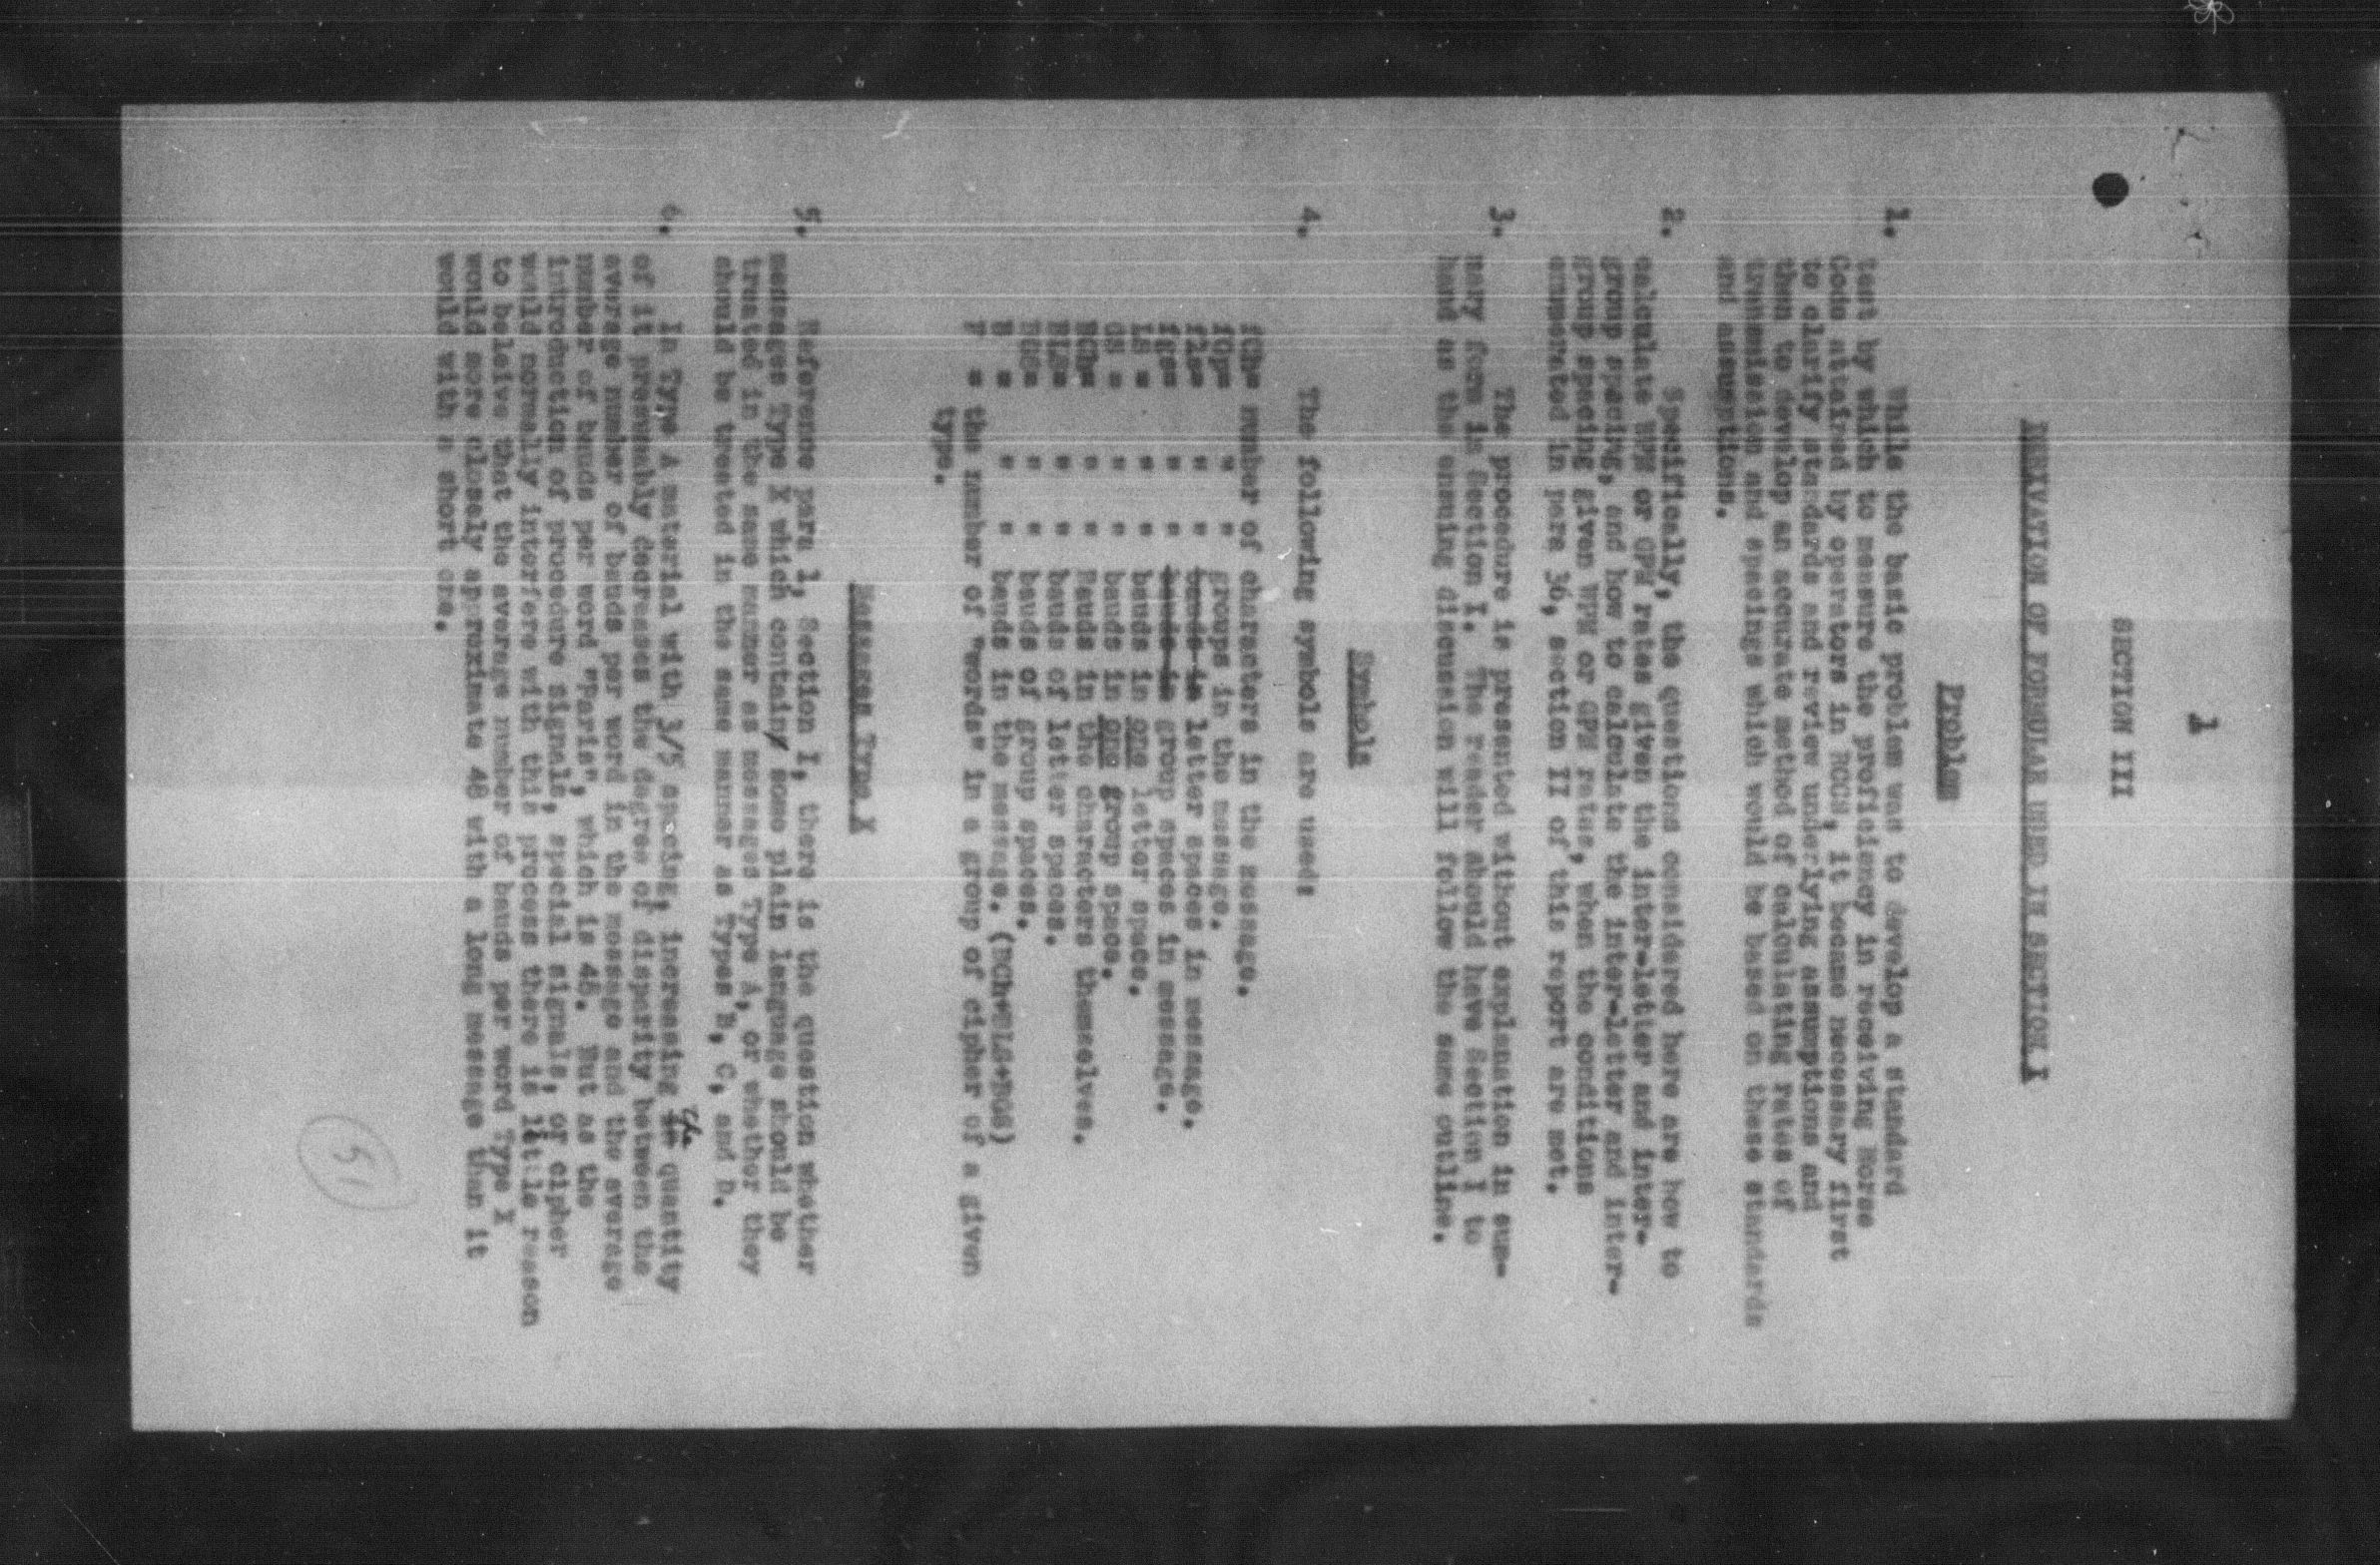 1
SECTION III
DERIVATION OF FORMULAR USED IN SECTION I
Problem
1. While the basic problem was to develop a standard
test by which to measure the proficiency in receiving Morse
Code attained by operators in RCCS, it became necessary first
to clarify standards and review underlying assumptions and
then to develop an accurate method of calculating rates of
transmission and spacings which would be based on these standards
and assumptions.
2. Specifically, the questions considered here are how to
calculate WPM or GPM rates given the inter-letter and inter-
group spacing, and how to calculate the inter-letter and inter-
group spacing given WPM or GPM rates, when the conditions
enumerated in para 36, section II of this report are met.
3. The procedure is presented without explanation in sum-
mary form in Section I. The reader should have Section I to
hand as the ensuing discussion will follow the same outline.
Symbols
4. The following symbols are used:
fCh= number of characters in the message.
fGp= " " groups in the message.
fls= " " bauds in letter spaces in message.
fgs= " " bauds in group spaces in message.
LS = " " bauds in one letter space.
GS = " " bauds in one group space.
BCh= " " Bauds in the characters themselves.
BLS= " " bauds of letter spaces.
BGS= " " bauds of group spaces.
B = " " bauds in the message. (BCh+BLS+BGS)
F = the number of "words" in a group of cipher of a given
type.
Messages Type X
5. Reference para 1, Section I, there is the question whether
messages Type X which contain some plain language should be
treated in the same manner as messages Type A, or whether they
should be treated in the same manner as Types B, C, and D.
6. In Type A material with 3/5 spacing, increasing the quantity
of it presumably decreases the degree of disparity between the
average number of bauds per word in the message and the average
number of bauds per word "Paris", which is 48. But as the
introduction of procedure signals, special signals, or cipher
would normally interfere with this process there is little reason
to beleive that the average number of bauds per word Type X
would more closely approximate 48 with a long message than it
would with a short one.
51